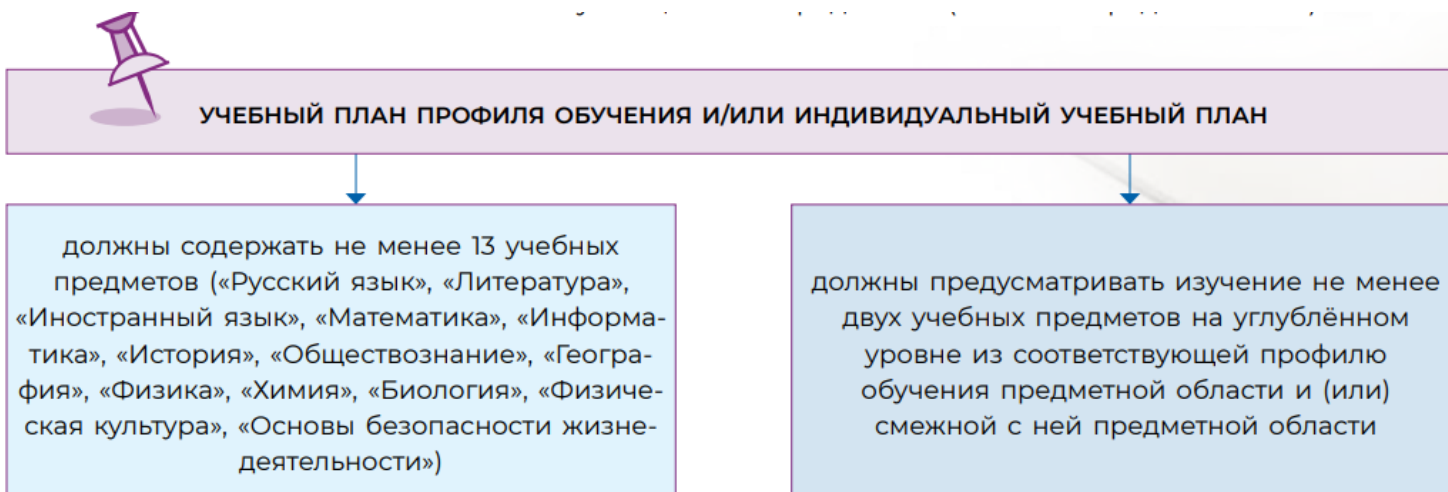 УЧЕБНЫЙ ПЛАН ПРОФИЛЯ ОБУЧЕНИЯ И/ИЛИ ИНДИВИДУАЛЬНЫЙ УЧЕБНЫЙ ПЛАН
должны содержать не менее 13 учебных
предметов («Русский язык», «Литература»,
«Иностранный язык», «Математика», «Информа-
тика», «История», «Обществознание», «Геогра-
фия», «Физика», «Химия», «Биология», «Физиче-
ская культура», «Основы безопасности жизне-
деятельности»)
должны предусматривать изучение не менее
двух учебных предметов на углублённом
уровне из соответствующей профилю
обучения предметной области и (или)
смежной с ней предметной области